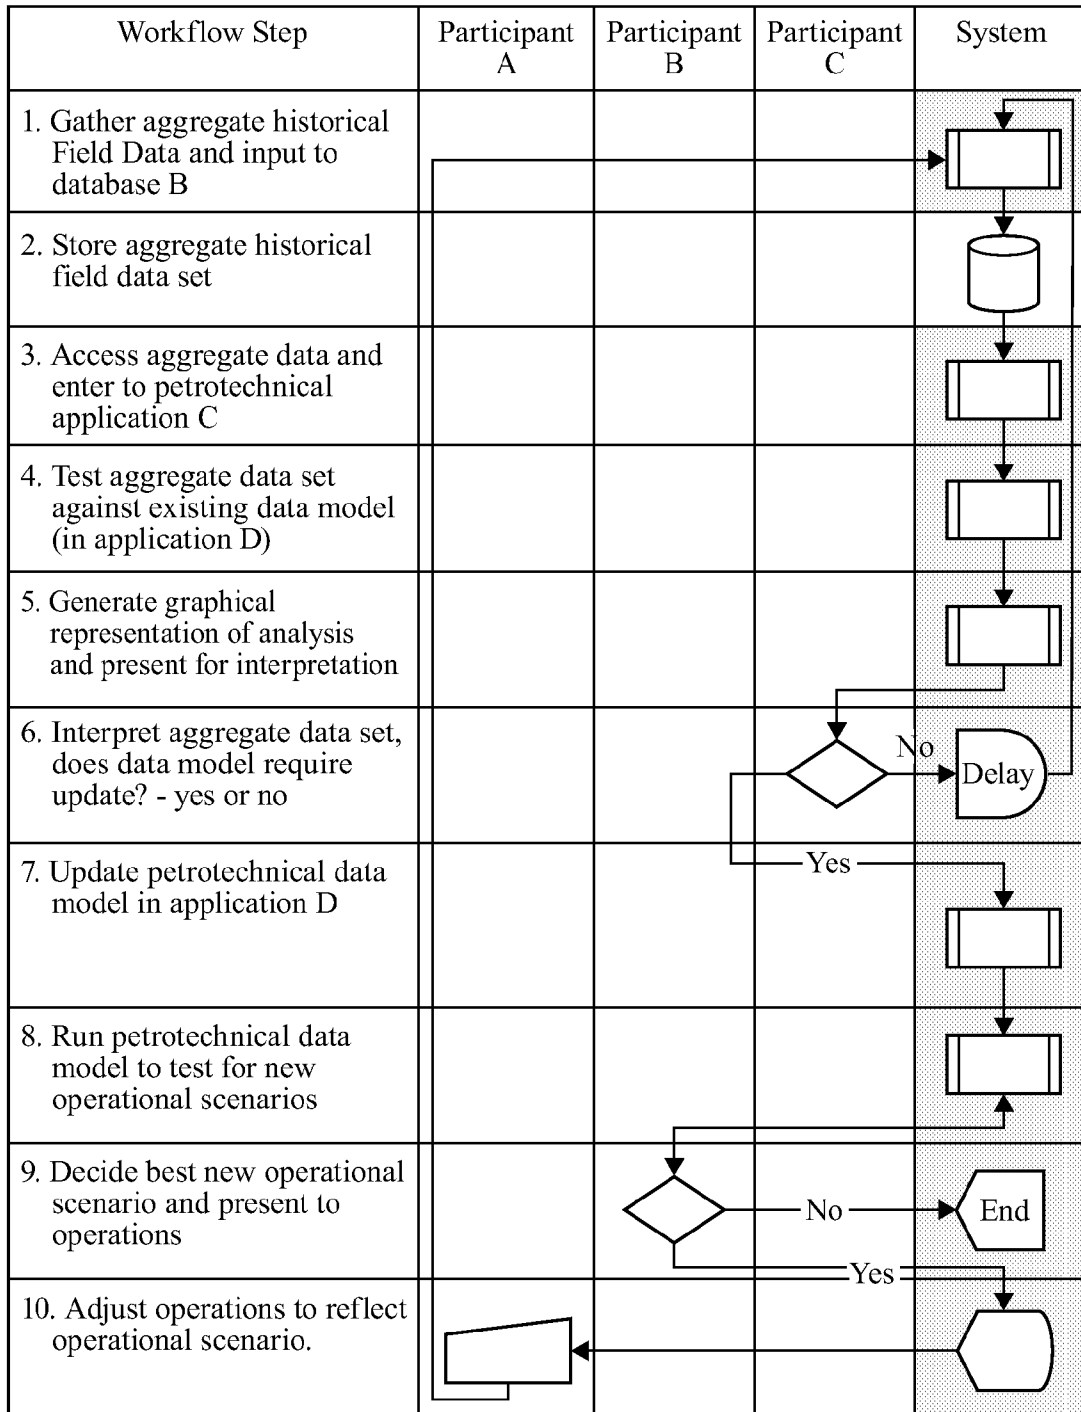 Workflow Step
Participant
A
Participant
B
Participant
C
System
1. Gather aggregate historical
Field Data and input to
database B
2. Store aggregate historical
field data set
3. Access aggregate data and
enter to petrotechnical
application C
4. Test aggregate data set
against existing data model
(in application D)
5. Generate graphical
representation of analysis
and present for interpretation
6. Interpret aggregate data set,
does data model require
update? - yes or no
No
Delay
7. Update petrotechnical data
model in application D
Yes
8. Run petrotechnical data
model to test for new
operational scenarios
9. Decide best new operational
scenario and present to
operations
No
End
Yes
10. Adjust operations to reflect
operational scenario.